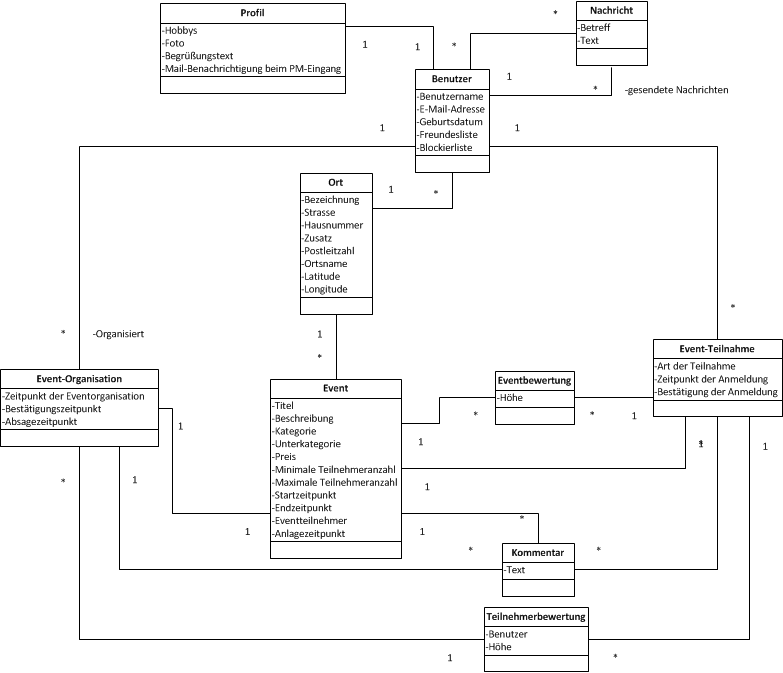 Profil
-Hobbys
-Foto
-Begrüßungstext
-Mail-Benachrichtigung beim PM-Eingang
Nachricht
-Betreff
-Text
*
1
1
*
Benutzer
-Benutzername
-E-Mail-Adresse
-Geburtsdatum
-Freundesliste
-Blockierliste
1
*
-gesendete Nachrichten
1
1
Ort
-Bezeichnung
-Strasse
-Hausnummer
-Zusatz
-Postleitzahl
-Ortsname
-Latitude
-Longitude
1
*
*
-Organisiert
1
*
*
Event-Organisation
-Zeitpunkt der Eventorganisation
-Bestätigungszeitpunkt
-Absagezeitpunkt
Event
-Titel
-Beschreibung
-Kategorie
-Unterkategorie
-Preis
-Minimale Teilnehmeranzahl
-Maximale Teilnehmeranzahl
-Startzeitpunkt
-Endzeitpunkt
-Eventteilnehmer
-Anlagezeitpunkt
Eventbewertung
-Höhe
Event-Teilnahme
-Art der Teilnahme
-Zeitpunkt der Anmeldung
-Bestätigung der Anmeldung
1
*
*
1
1
*
1
1
*
1
1
1
1
*
*
*
Kommentar
-Text
Teilnehmerbewertung
-Benutzer
-Höhe
1
*